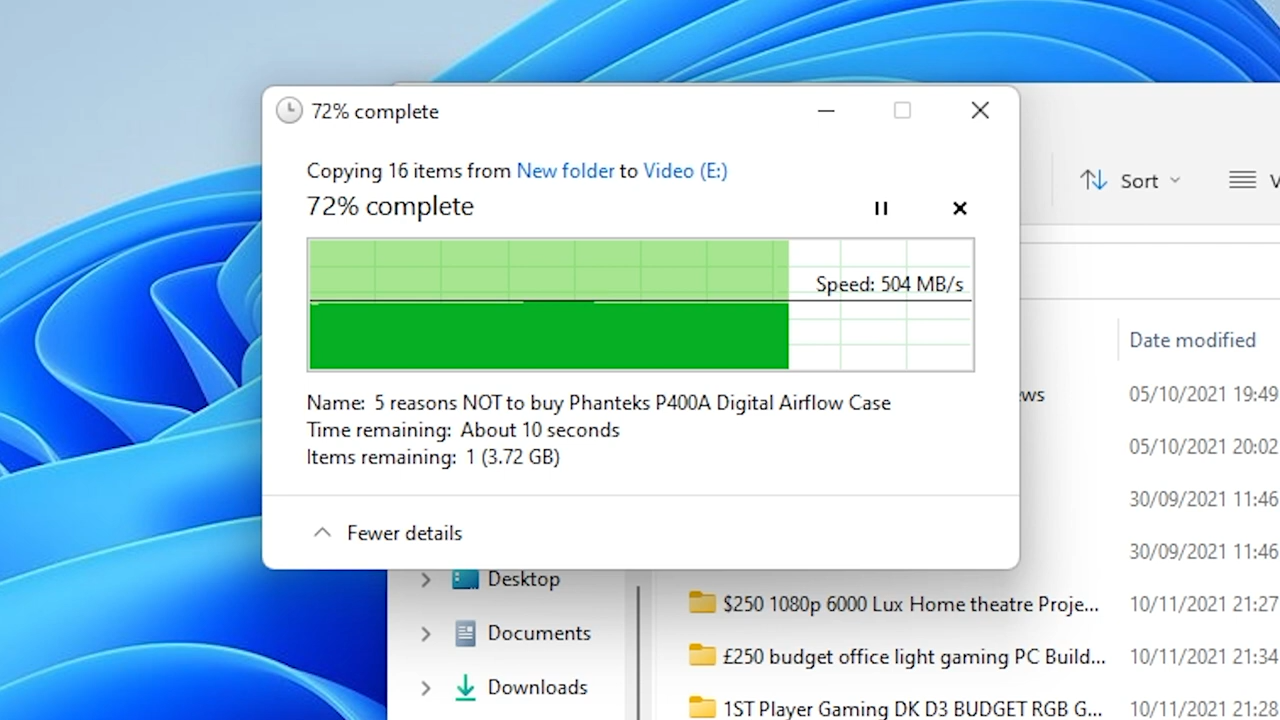 72% complete
Copying 16 items from New folder to Video (E:)
72% complete
Speed: 504 MB/s
Name: 5 reasons NOT to buy Phanteks P400A Digital Airflow Case
Time remaining: About 10 seconds
Items remaining: 1 (3.72 GB)
Fewer details
Sort
V
Date modified
ws 05/10/2021 19:49
05/10/2021 20:02
30/09/2021 11:46
30/09/2021 11:46
Desktop
Documents
Downloads
$250 1080p 6000 Lux Home theatre Proje... 10/11/2021 21:27
£250 budget office light gaming PC Build... 10/11/2021 21:34
1ST Player Gaming DK D3 BUDGET RGB G... 10/11/2021 21:28